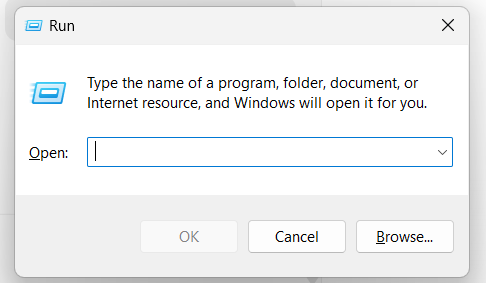 Run
Type the name of a program, folder, document, or
Internet resource, and Windows will open it for you.
Open:
OK Cancel Browse...